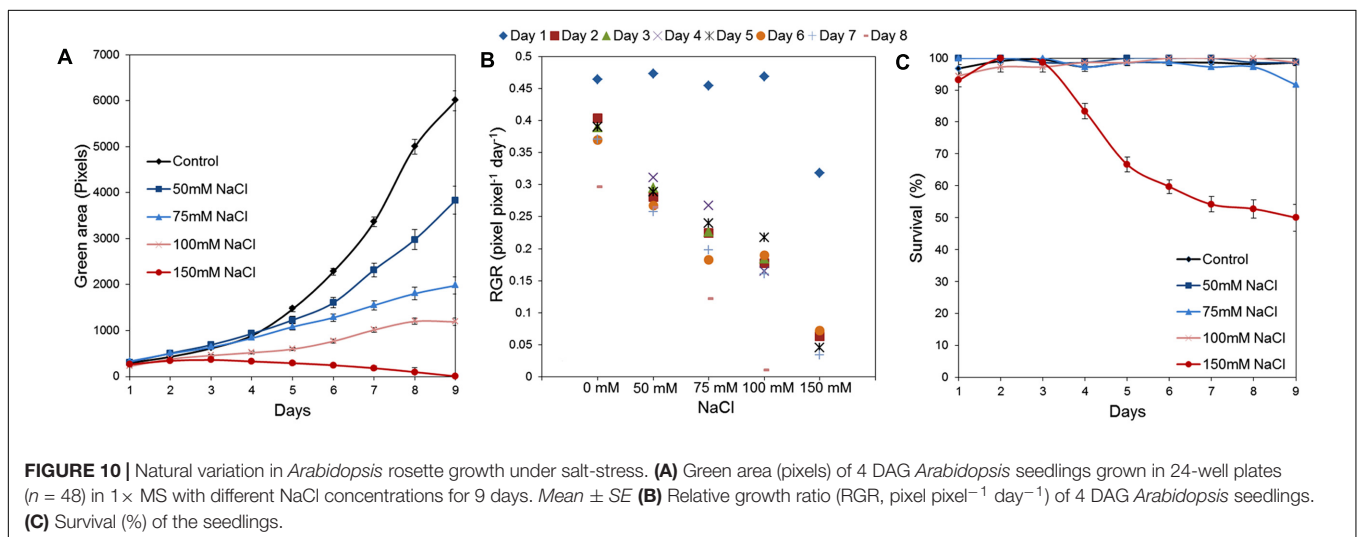 A
7000
6000
5000
4000
3000
2000
1000
0
Green area (Pixels)
Control
50mM NaCl
75mM NaCl
100mM NaCl
150mM NaCl
1 2 3 4 5 6 7 8 9
Days
Day 1 Day 2 Day 3 Day 4 Day 5 Day 6 Day 7 Day 8
B
0.5
0.45
0.4
0.35
0.3
0.25
0.2
0.15
0.1
0.05
0
RGR (pixel pixel⁻¹ day⁻¹)
0 mM 50 mM 75 mM 100 mM 150 mM
NaCl
C
100
90
80
70
60
50
40
30
20
10
0
Survival (%)
Control
50mM NaCl
75mM NaCl
100mM NaCl
150mM NaCl
1 2 3 4 5 6 7 8 9
Days
FIGURE 10 | Natural variation in Arabidopsis rosette growth under salt-stress. (A) Green area (pixels) of 4 DAG Arabidopsis seedlings grown in 24-well plates
(n = 48) in 1× MS with different NaCl concentrations for 9 days. Mean ± SE (B) Relative growth ratio (RGR, pixel pixel⁻¹ day⁻¹) of 4 DAG Arabidopsis seedlings.
(C) Survival (%) of the seedlings.